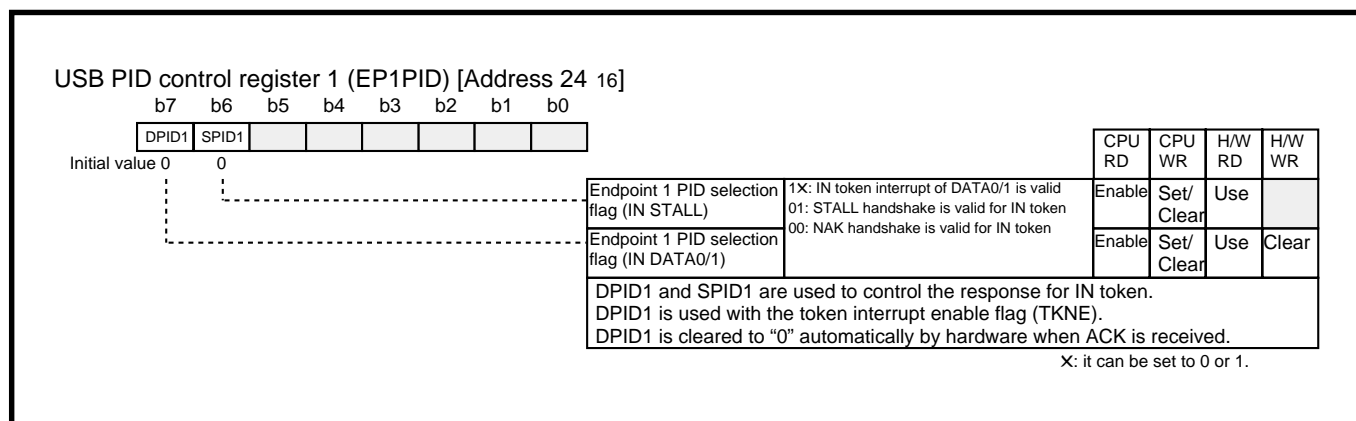 USB PID control register 1 (EP1PID) [Address 24 16]
b7 b6 b5 b4 b3 b2 b1 b0
DPID1 SPID1
Initial value 0 0
CPU RD
CPU WR
H/W RD
H/W WR
Endpoint 1 PID selection
flag (IN STALL)
1X: IN token interrupt of DATA0/1 is valid
01: STALL handshake is valid for IN token
00: NAK handshake is valid for IN token
Enable
Set/
Clear
Use
Endpoint 1 PID selection
flag (IN DATA0/1)
Enable
Set/
Clear
Use
Clear
DPID1 and SPID1 are used to control the response for IN token.
DPID1 is used with the token interrupt enable flag (TKNE).
DPID1 is cleared to “0” automatically by hardware when ACK is received.
X: it can be set to 0 or 1.